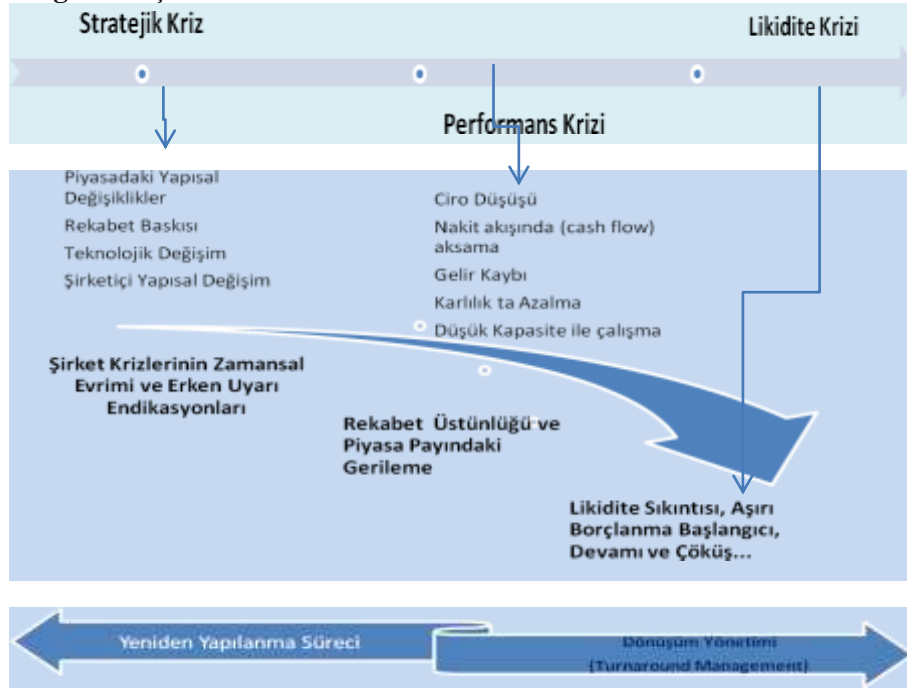 Stratejik Kriz
Likidite Krizi
Performans Krizi
Piyasadaki Yapısal
Değişiklikler
Rekabet Baskısı
Teknolojik Değişim
Şirketiçi Yapısal Değişim
Ciro Düşüşü
Nakit akışında (cash flow)
aksama
Gelir Kaybı
Karlılık ta Azalma
Düşük Kapasite ile çalışma
Şirket Krizlerinin Zamansal
Evrimi ve Erken Uyarı
Endikasyonları
Rekabet Üstünlüğü ve
Piyasa Payındaki
Gerileme
Likidite Sıkıntısı, Aşırı
Borçlanma Başlangıcı,
Devamı ve Çöküş...
Yeniden Yapılanma Süreci
Dönüşüm Yönetimi
(Turnaround Management)